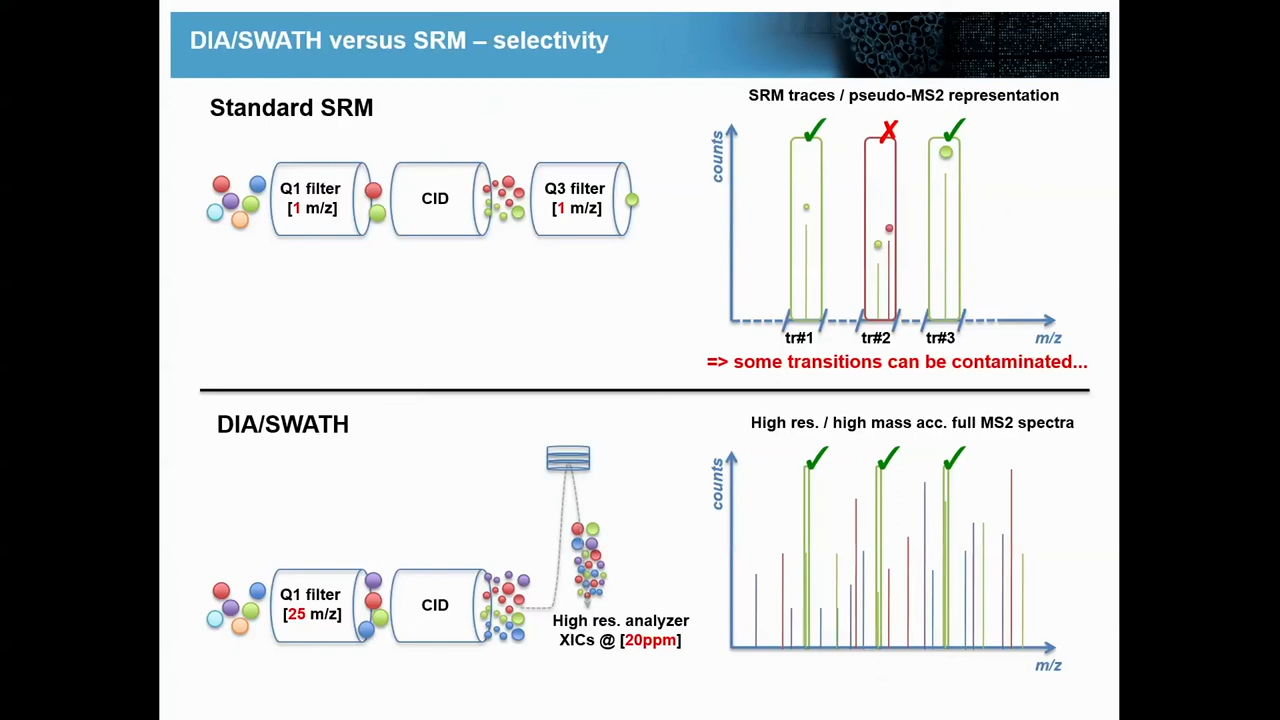 DIA/SWATH versus SRM – selectivity
Standard SRM
Q1 filter
[1 m/z]
CID
Q3 filter
[1 m/z]
SRM traces / pseudo-MS2 representation
counts
tr#1
tr#2
tr#3
m/z
=> some transitions can be contaminated...
DIA/SWATH
Q1 filter
[25 m/z]
CID
High res. analyzer
XICs @ [20ppm]
High res. / high mass acc. full MS2 spectra
counts
m/z